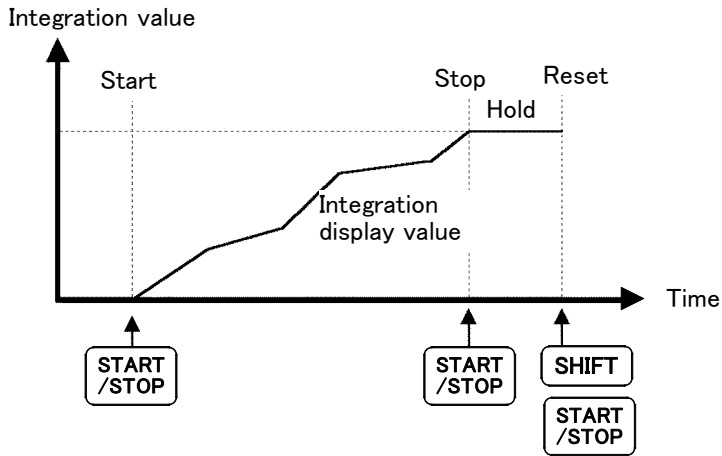 Integration value
Start
Stop
Reset
Hold
Integration
display value
Time
START
/STOP
START
/STOP
SHIFT
START
/STOP